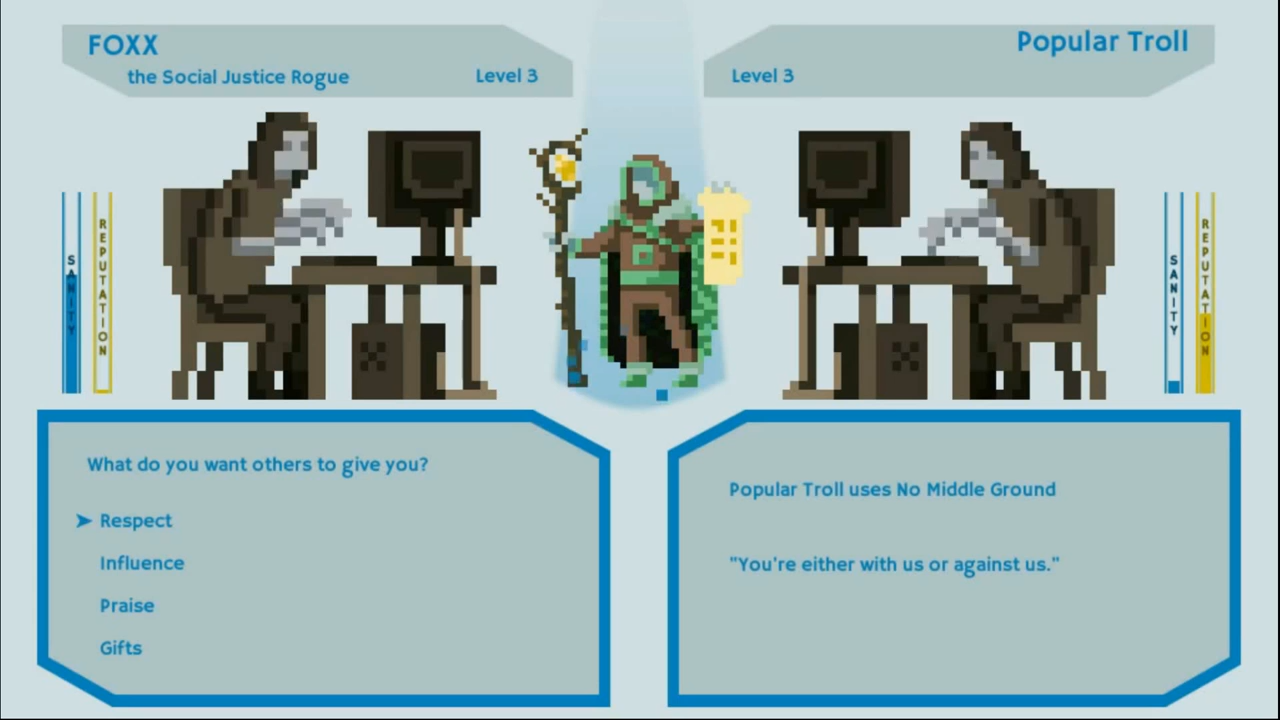 FOXX
the Social Justice Rogue
Level 3
Popular Troll
Level 3
SANITY
REPUTATION
SANITY
REPUTATION
What do you want others to give you?
➤ Respect
Influence
Praise
Gifts
Popular Troll uses No Middle Ground
"You're either with us or against us."